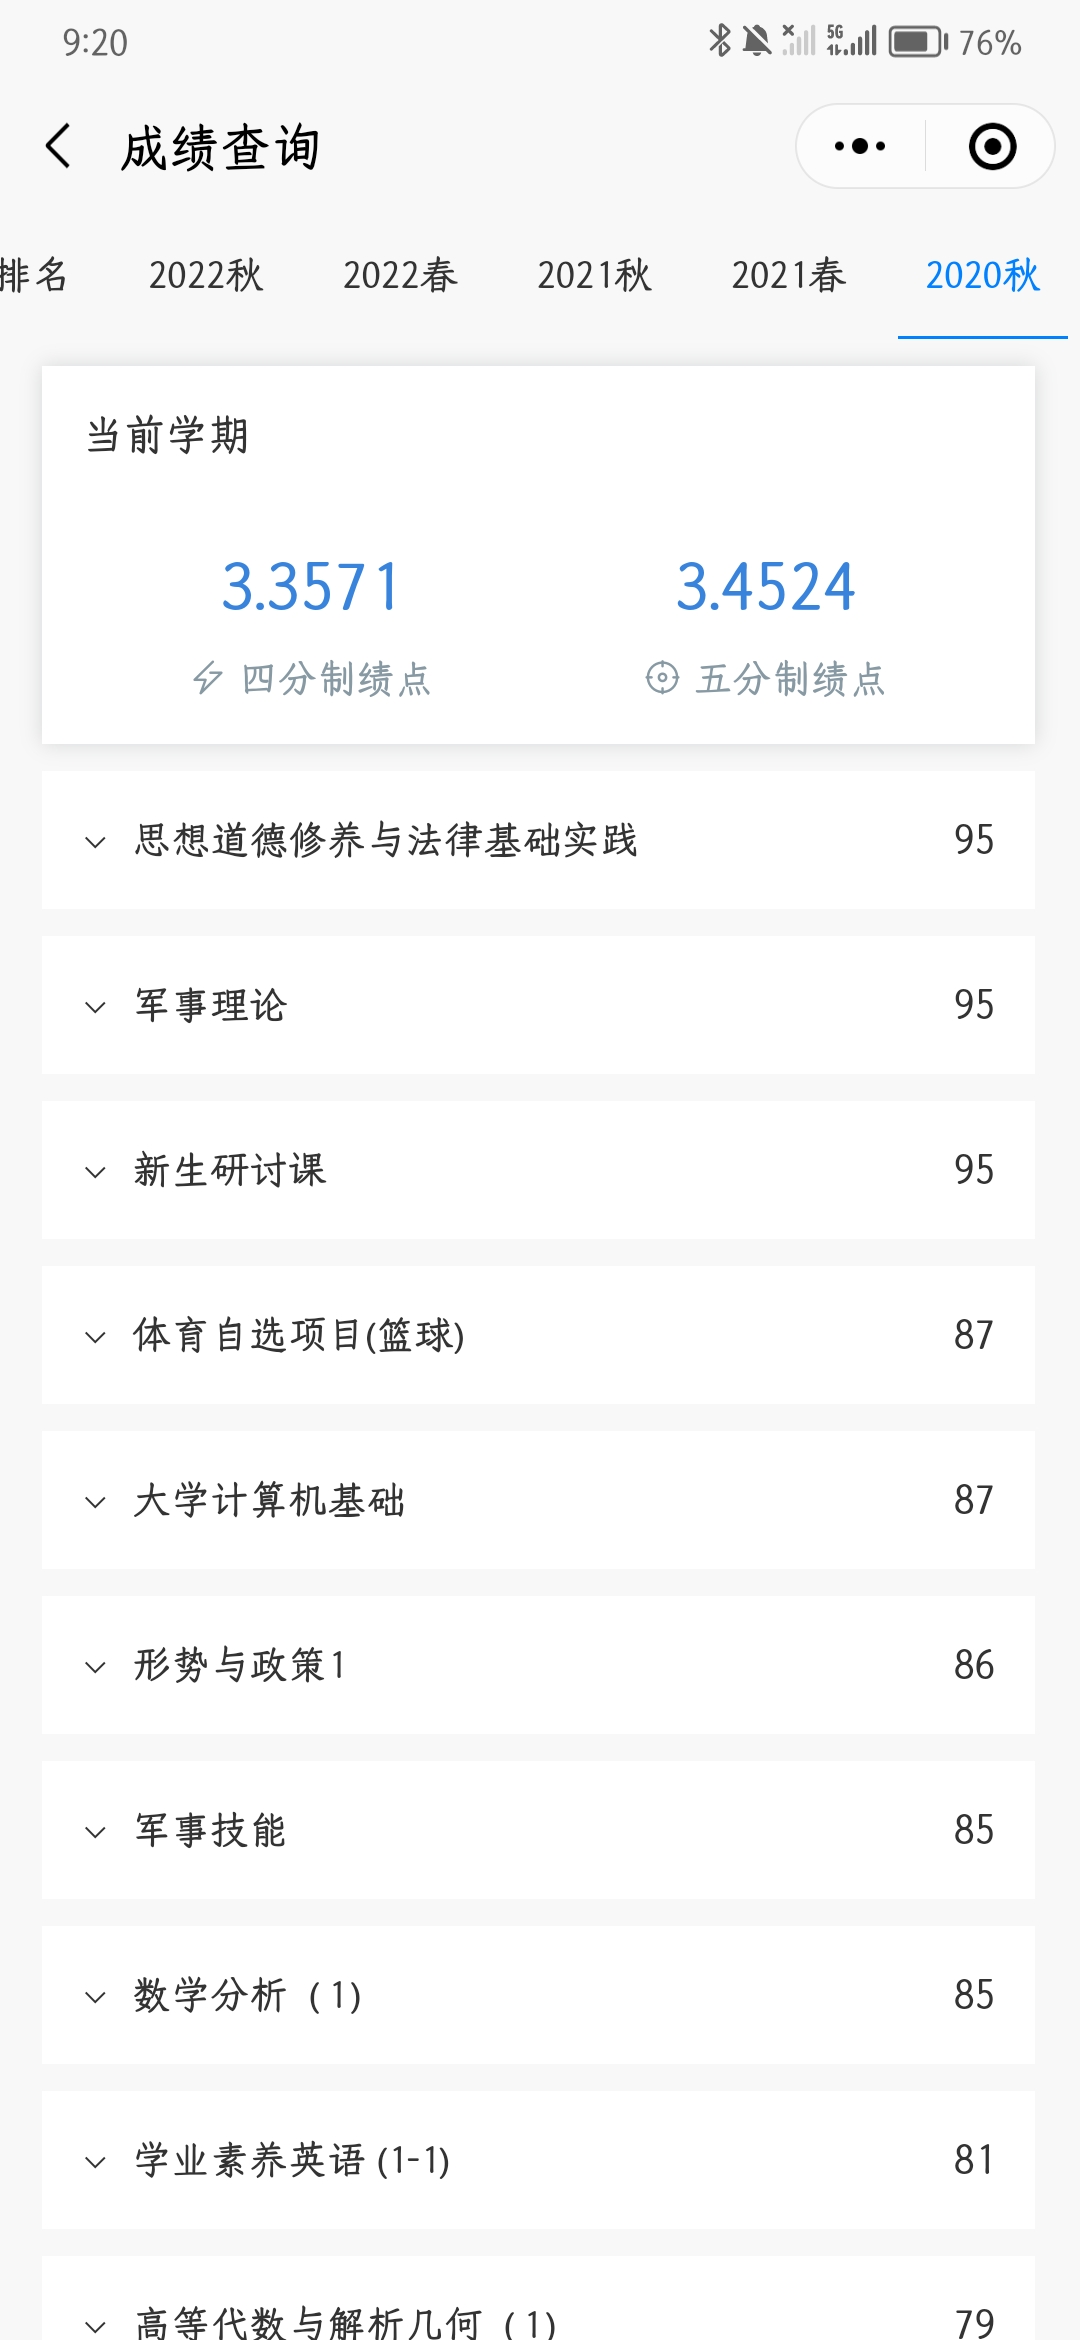 9:20
5G
76%
成绩查询
排名 2022秋 2022春 2021秋 2021春 2020秋
当前学期
3.3571 3.4524
四分制绩点 五分制绩点
思想道德修养与法律基础实践 95
军事理论 95
新生研讨课 95
体育自选项目(篮球) 87
大学计算机基础 87
形势与政策1 86
军事技能 85
数学分析（1） 85
学业素养英语 (1-1) 81
高等代数与解析几何（1） 79